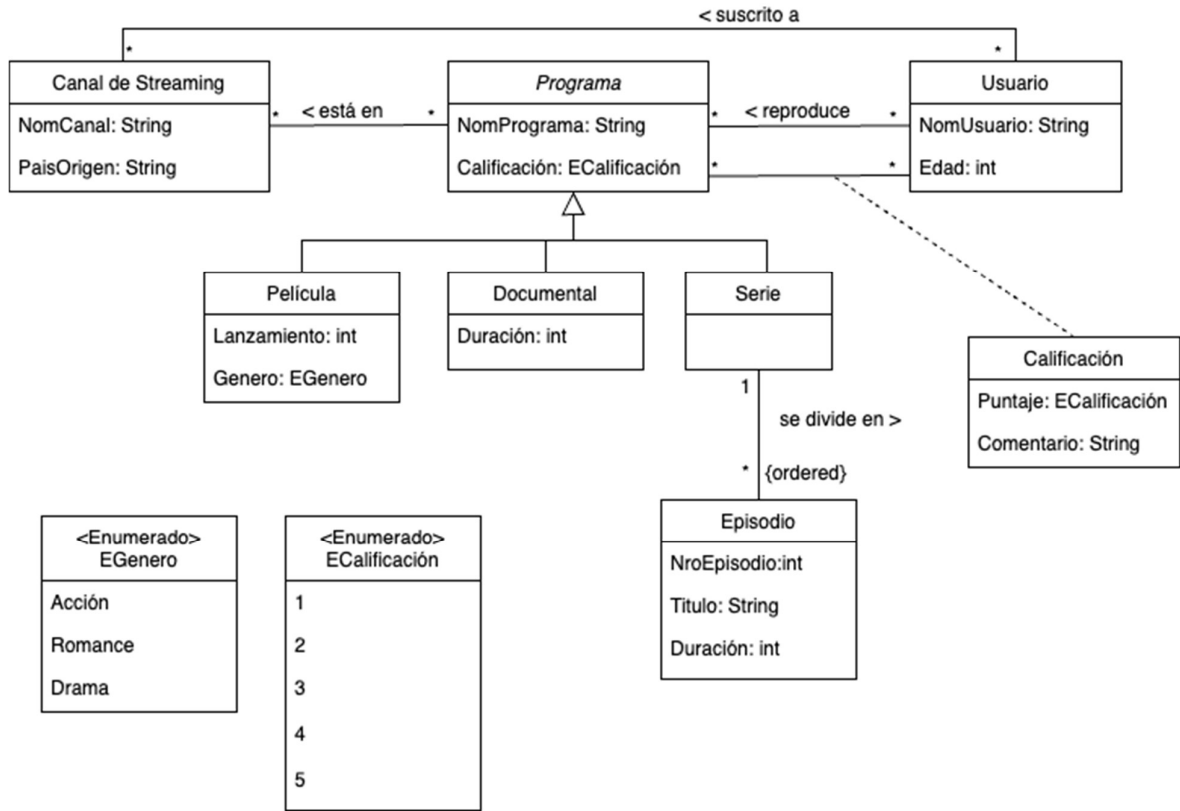 < suscrito a
*
*
Canal de Streaming
NomCanal: String
PaisOrigen: String
*
< está en
*
Programa
NomPrograma: String
Calificación: ECalificación
*
< reproduce
*
*
*
Usuario
NomUsuario: String
Edad: int
Película
Lanzamiento: int
Genero: EGenero
Documental
Duración: int
Serie
1
se divide en >
*
{ordered}
Calificación
Puntaje: ECalificación
Comentario: String
Episodio
NroEpisodio:int
Titulo: String
Duración: int
<Enumerado>
EGenero
Acción
Romance
Drama
<Enumerado>
ECalificación
1
2
3
4
5